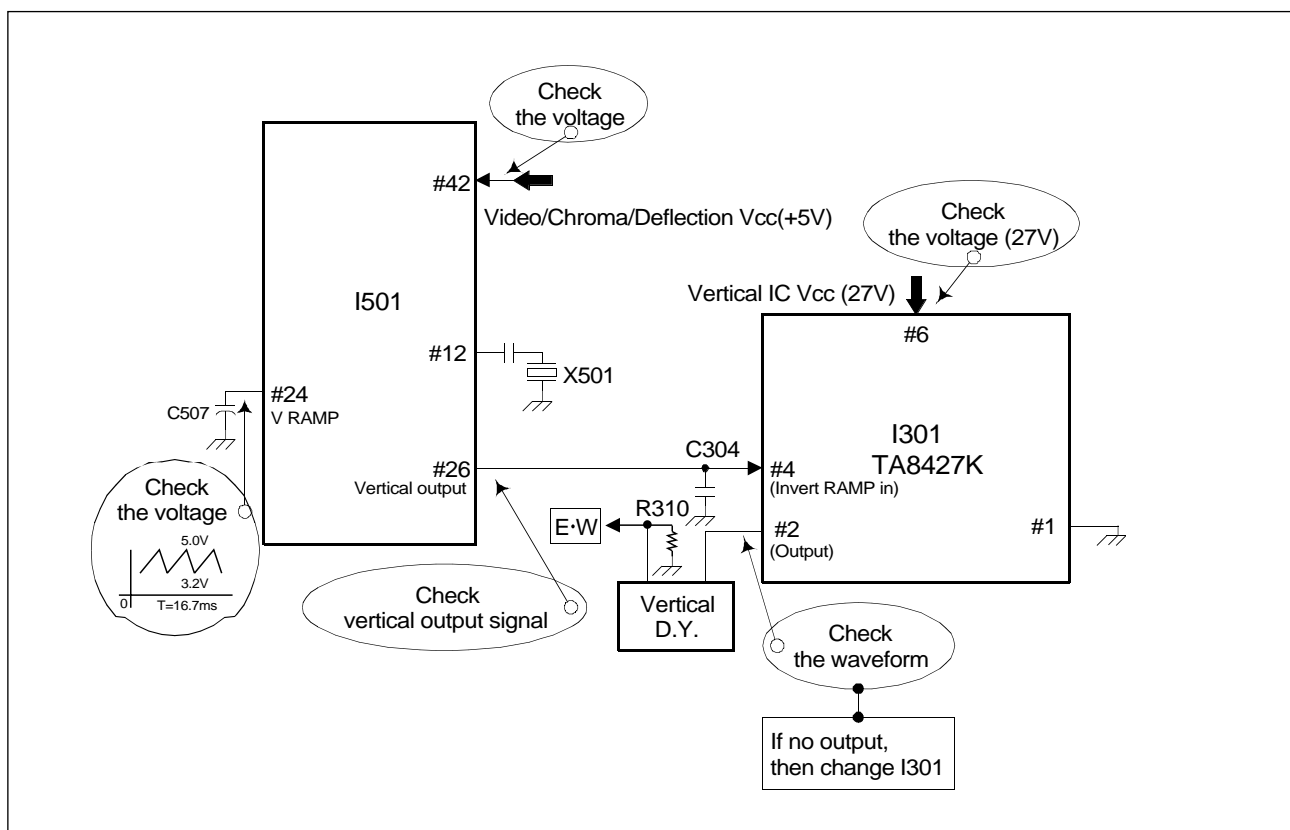 Check
the voltage
#42
Video/Chroma/Deflection Vcc(+5V)
Check
the voltage (27V)
Vertical IC Vcc (27V)
#6
I501
#12
X501
#24
V RAMP
C507
I301
TA8427K
C304
#4
(Invert RAMP in)
#26
Vertical output
Check
the voltage
5.0V
3.2V
0
T=16.7ms
R310
E·W
#2
(Output)
#1
Check
vertical output signal
Vertical
D.Y.
Check
the waveform
If no output,
then change I301